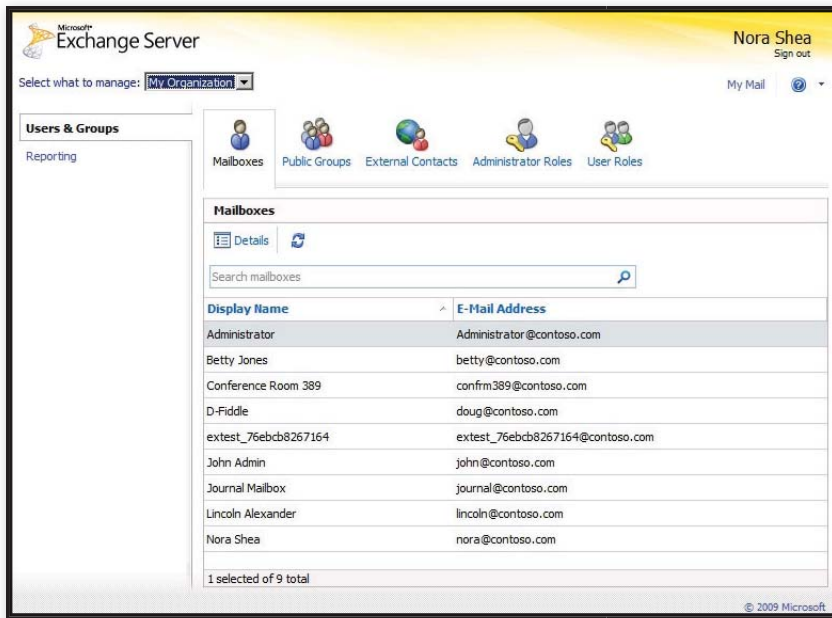 Microsoft®
Exchange Server
Nora Shea
Sign out
Select what to manage: My Organization
My Mail
Users & Groups
Reporting
Mailboxes
Public Groups
External Contacts
Administrator Roles
User Roles
Mailboxes
Details
Search mailboxes
Display Name E-Mail Address
Administrator Administrator@contoso.com
Betty Jones betty@contoso.com
Conference Room 389 confrm389@contoso.com
D-Fiddle doug@contoso.com
extest_76ebcb8267164 extest_76ebcb8267164@contoso.com
John Admin john@contoso.com
Journal Mailbox journal@contoso.com
Lincoln Alexander lincoln@contoso.com
Nora Shea nora@contoso.com
1 selected of 9 total
© 2009 Microsoft